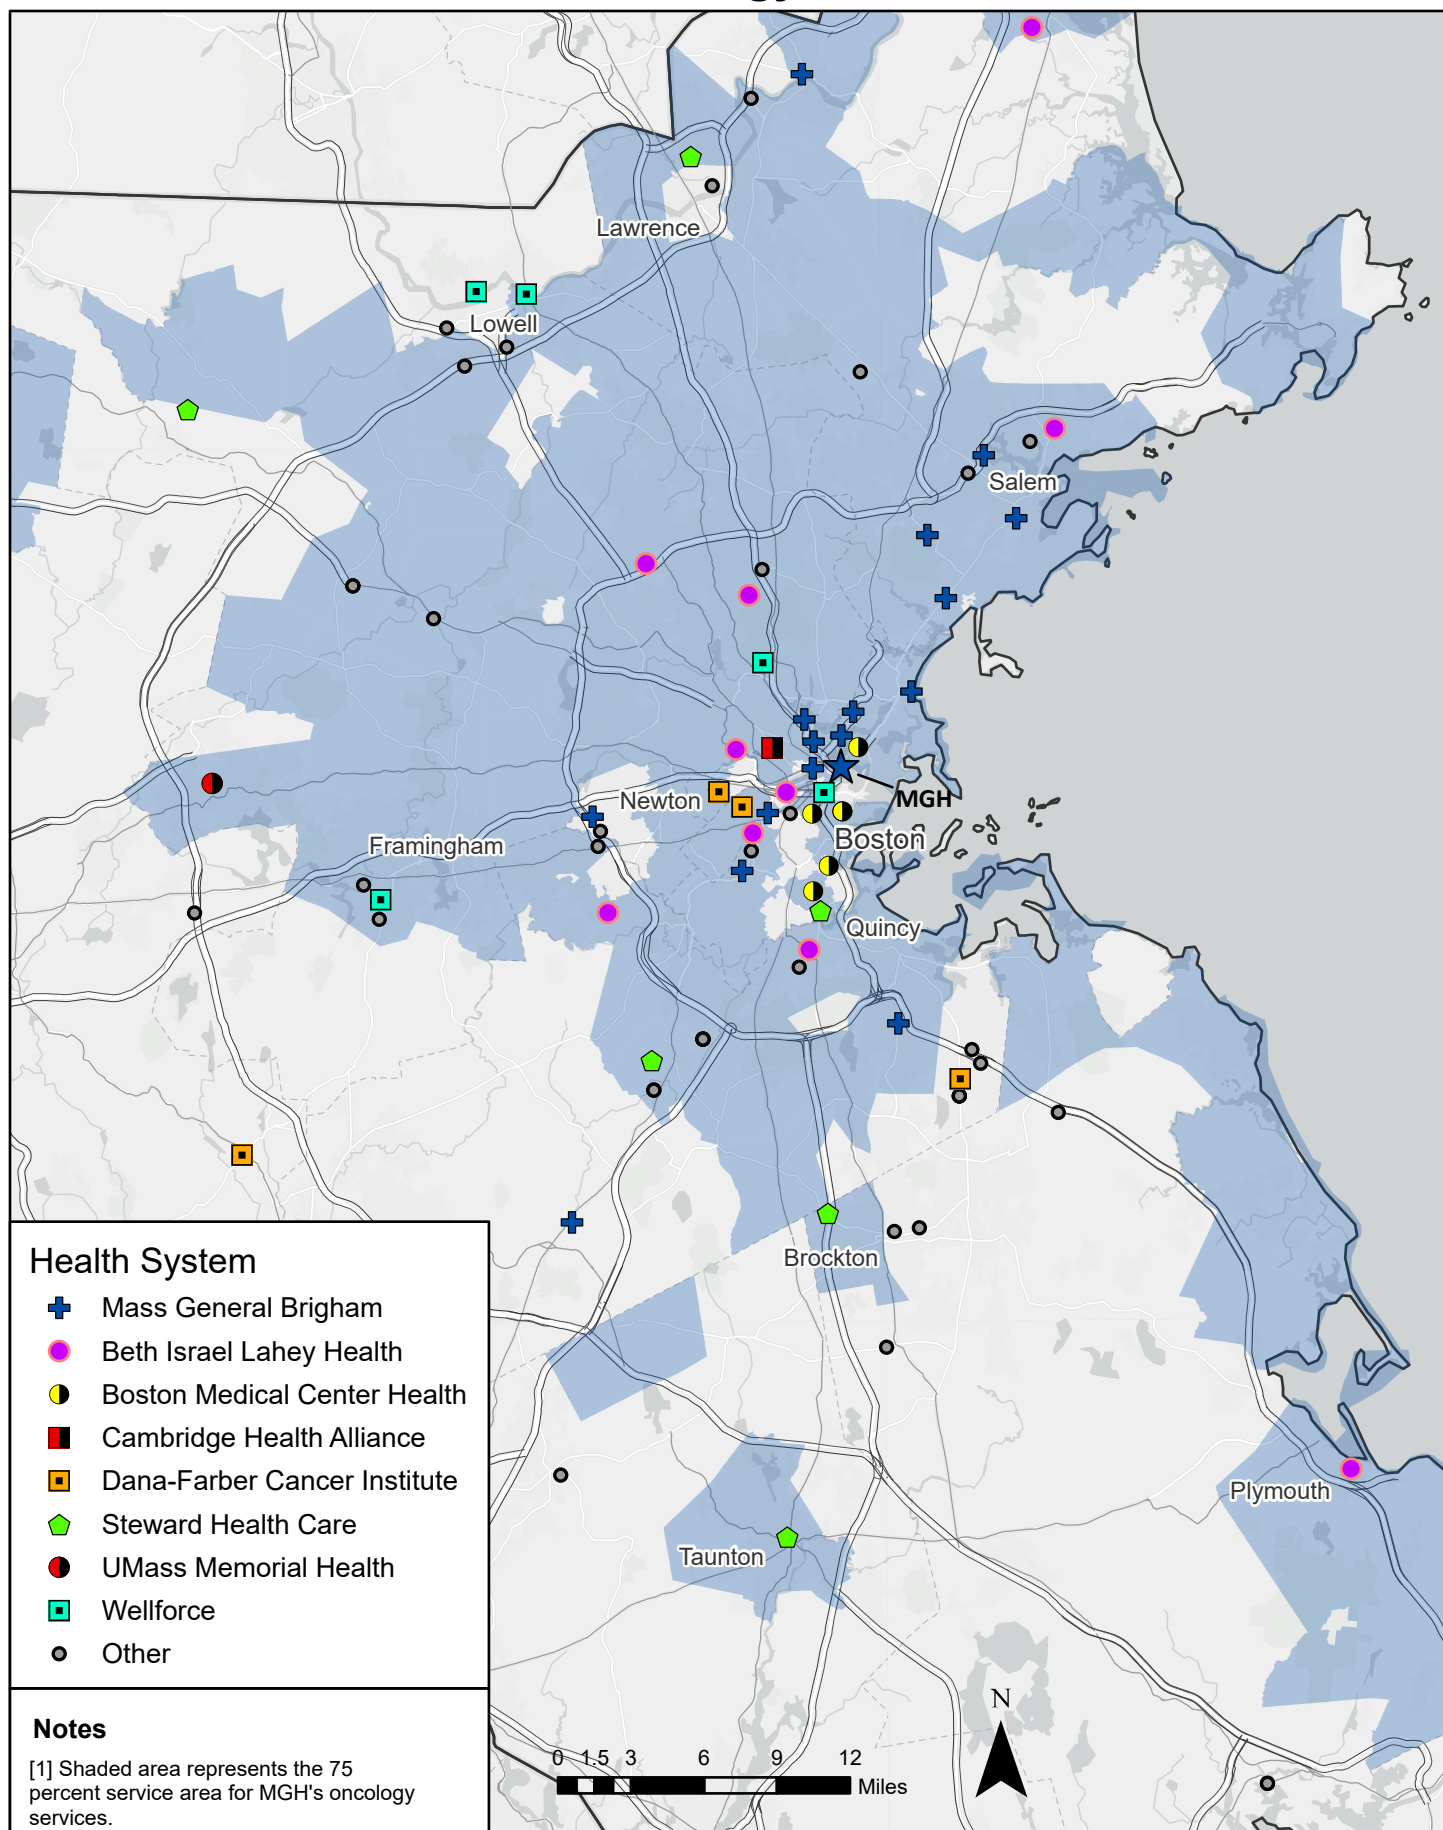 Lawrence
Lowell
Salem
Newton
MGH
Boston
Framingham
Quincy
Brockton
Plymouth
Taunton
Health System
Mass General Brigham
Beth Israel Lahey Health
Boston Medical Center Health
Cambridge Health Alliance
Dana-Farber Cancer Institute
Steward Health Care
UMass Memorial Health
Wellforce
Other
Notes
[1] Shaded area represents the 75
percent service area for MGH's oncology
services.
N
0 1.5 3 6 9 12
Miles